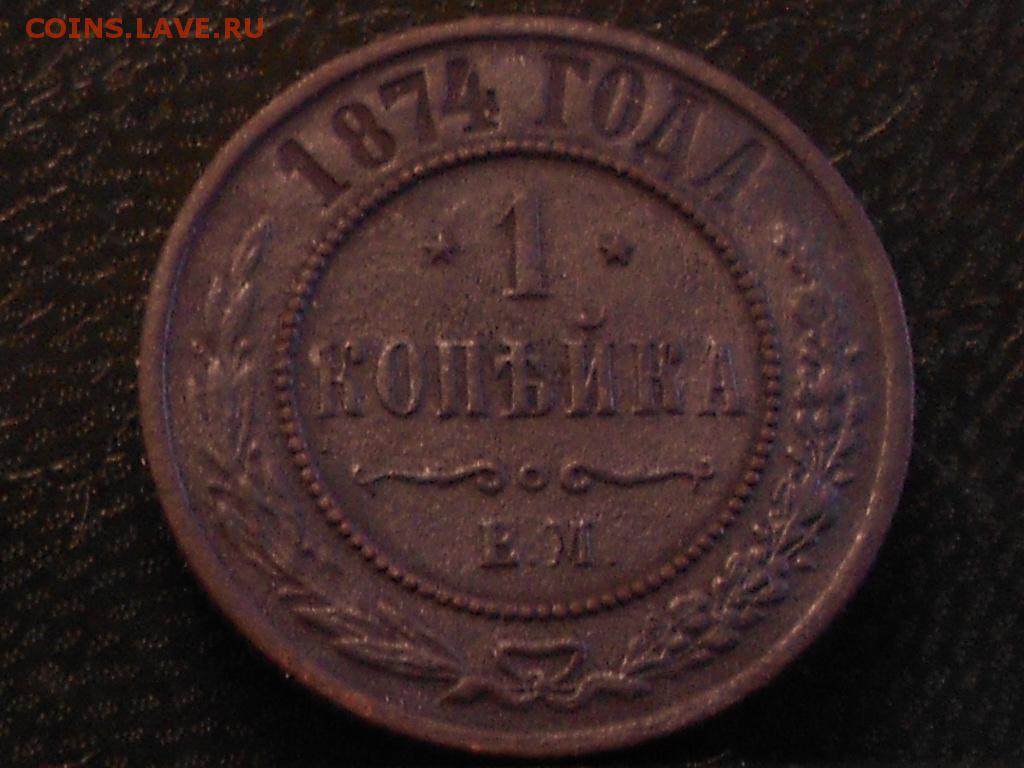 COINS.LAVE.RU
1874 ГОДА
* 1 *
КОПѢЙКА
Е.М.